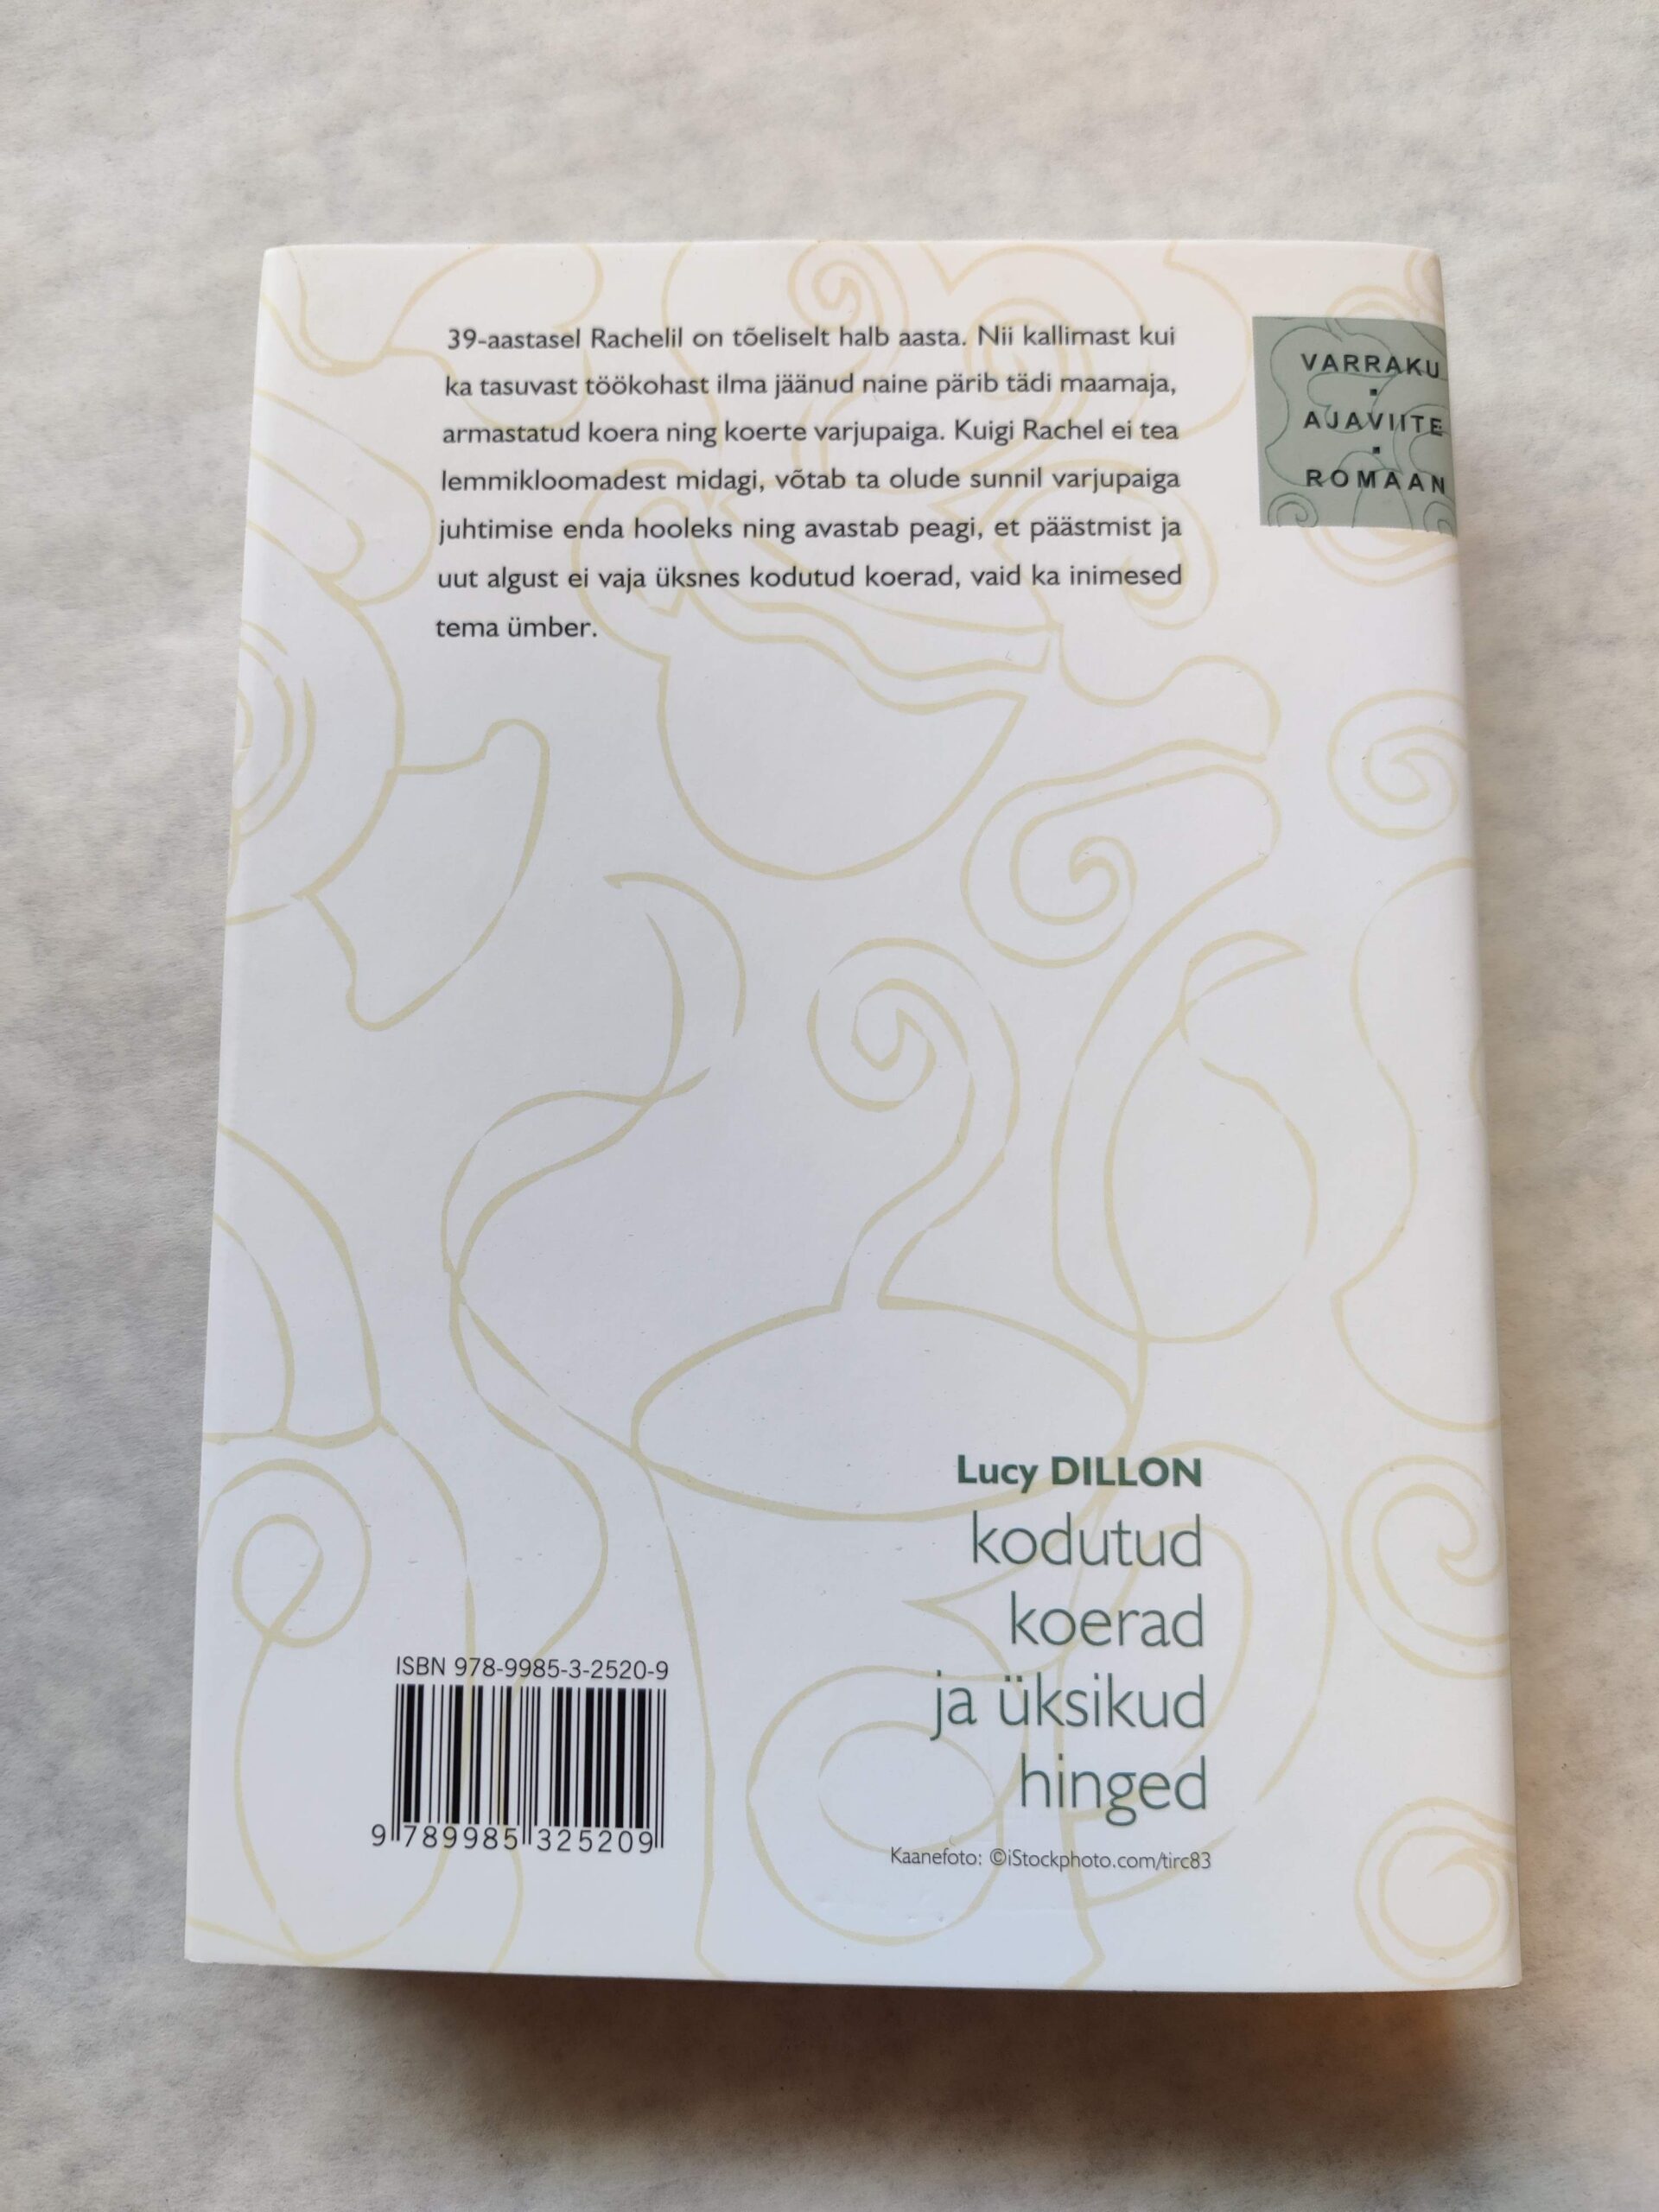 39-aastasel Rachelil on tõeliselt halb aasta. Nii kallimast kui
ka tasuvast töökohast ilma jäänud naine pärib tädi maamaja,
armastatud koera ning koerte varjupaiga. Kuigi Rachel ei tea
lemmikloomadest midagi, võtab ta olude sunnil varjupaiga
juhtimise enda hooleks ning avastab peagi, et päästmist ja
uut algust ei vaja üksnes kodutud koerad, vaid ka inimesed
tema ümber.
VARRAKU
AJAVIITE
ROMAAN
Lucy DILLON
kodutud
koerad
ja üksikud
hinged
Kaanefoto: ©iStockphoto.com/tirc83
ISBN 978-9985-3-2520-9
9 789985 325209